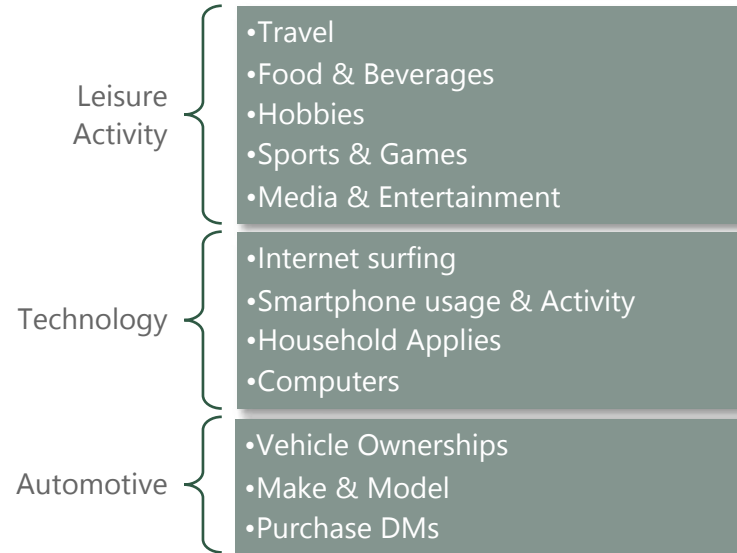 Leisure
Activity
•Travel
•Food & Beverages
•Hobbies
•Sports & Games
•Media & Entertainment
Technology
•Internet surfing
•Smartphone usage & Activity
•Household Applies
•Computers
Automotive
•Vehicle Ownerships
•Make & Model
•Purchase DMs